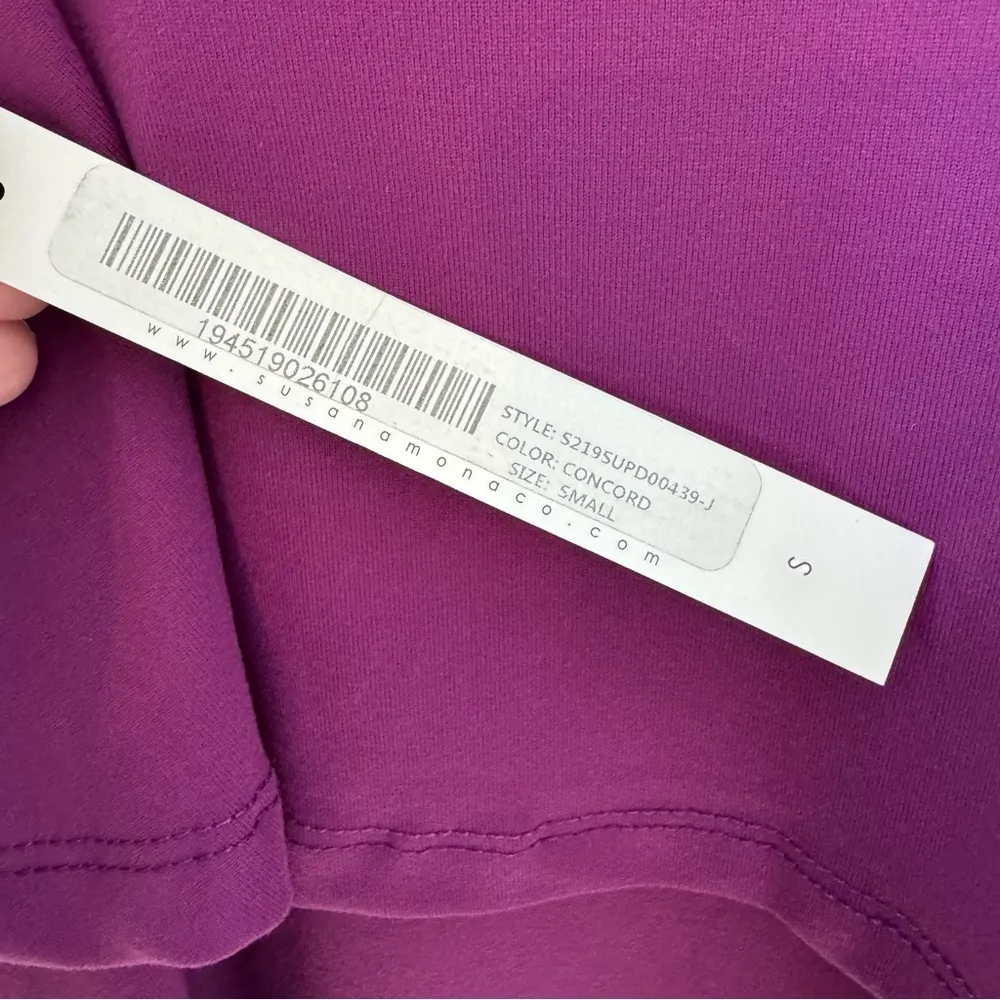 194519026108
www.susanamonaco.com
STYLE: S219SUPD00439-J
COLOR: CONCORD
SIZE: SMALL
S